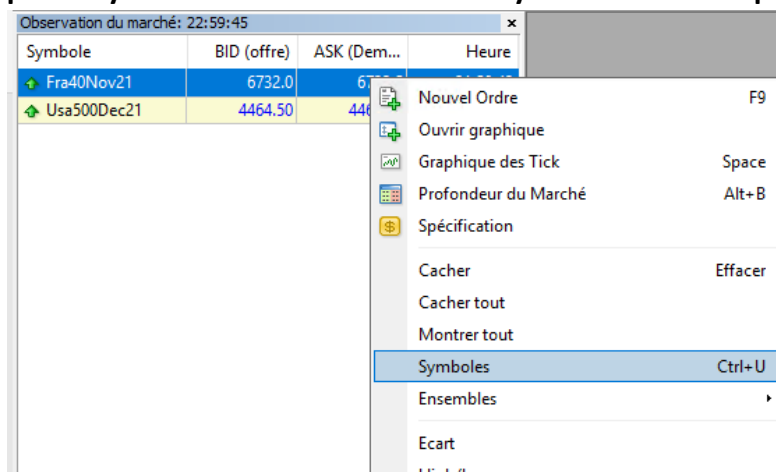 Observation du marché: 22:59:45 x
Symbole BID (offre) ASK (Dem... Heure
Fra40Nov21 6732.0
Usa500Dec21 4464.50
Nouvel Ordre F9
Ouvrir graphique
Graphique des Tick Space
Profondeur du Marché Alt+B
Spécification
Cacher Effacer
Cacher tout
Montrer tout
Symboles Ctrl+U
Ensembles
Ecart